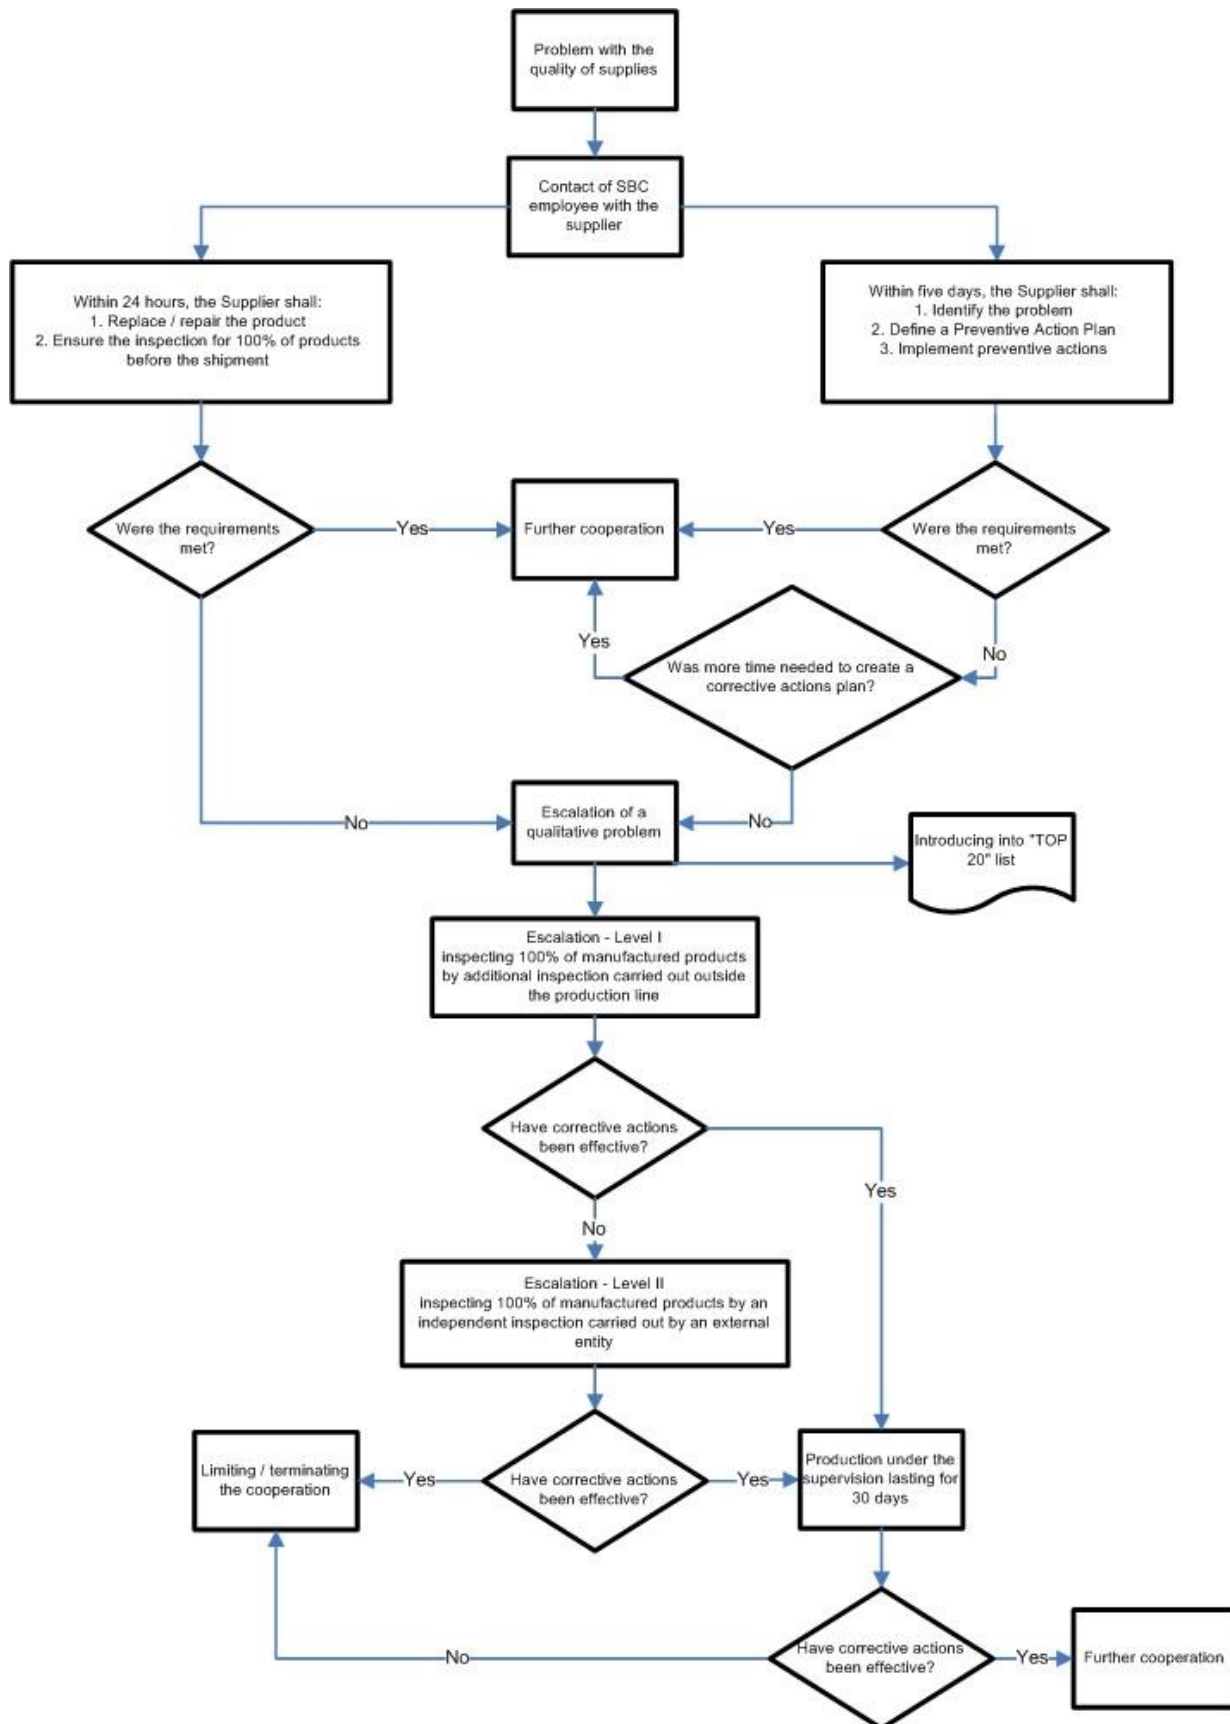 Problem with the
quality of supplies
Contact of SBC
employee with the
supplier
Within 24 hours, the Supplier shall:
1. Replace / repair the product
2. Ensure the inspection for 100% of products
before the shipment
Within five days, the Supplier shall:
1. Identify the problem
2. Define a Preventive Action Plan
3. Implement preventive actions
Were the requirements
met?
Yes
Further cooperation
Yes
Were the requirements
met?
Yes
Was more time needed to create a
corrective actions plan?
No
No
Escalation of a
qualitative problem
No
Introducing into "TOP
20" list
Escalation - Level I
inspecting 100% of manufactured products
by additional inspection carried out outside
the production line
Have corrective actions
been effective?
Yes
No
Escalation - Level II
inspecting 100% of manufactured products by an
independent inspection carried out by an external
entity
Limiting / terminating
the cooperation
Yes
Have corrective actions
been effective?
Yes
Production under the
supervision lasting for
30 days
No
Have corrective actions
been effective?
Yes
Further cooperation